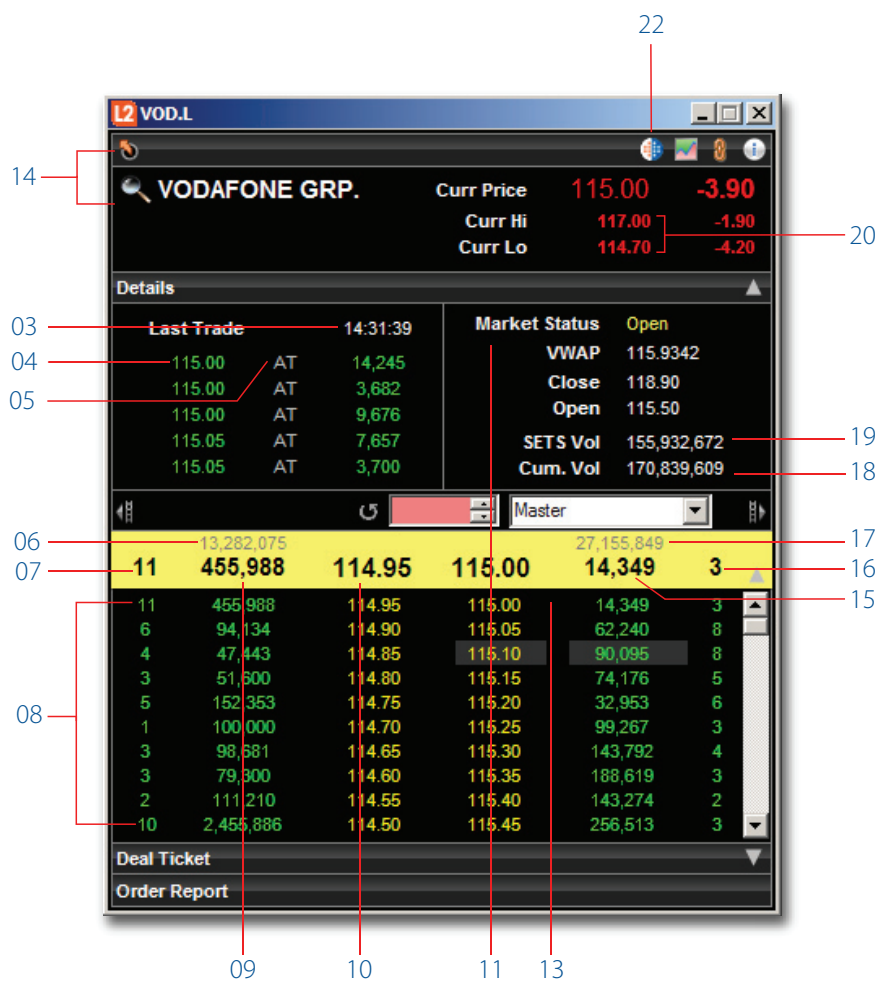 22
L2 VOD.L
14
VODAFONE GRP. Curr Price 115.00 -3.90
Curr Hi 117.00 -1.90
20
Curr Lo 114.70 -4.20
Details
03 Last Trade 14:31:39 Market Status Open
04 115.00 AT 14,245 VWAP 115.9342
05 115.00 AT 3,682 Close 118.90
115.00 AT 9,676 Open 115.50
115.05 AT 7,657 SETS Vol 155,932,672 19
115.05 AT 3,700 Cum. Vol 170,839,609 18
Master
06 13,282,075 27,155,849 17
07 11 455,988 114.95 115.00 14,349 3 16
15
11 455,988 114.95 115.00 14,349 3
6 94,134 114.90 115.05 62,240 8
4 47,443 114.85 115.10 90,095 8
3 51,600 114.80 115.15 74,176 5
08 5 152,353 114.75 115.20 32,953 6
1 100,000 114.70 115.25 99,267 3
3 98,681 114.65 115.30 143,792 4
3 79,300 114.60 115.35 188,619 3
2 111,210 114.55 115.40 143,274 2
10 2,455,886 114.50 115.45 256,513 3
Deal Ticket
Order Report
09 10 11 13